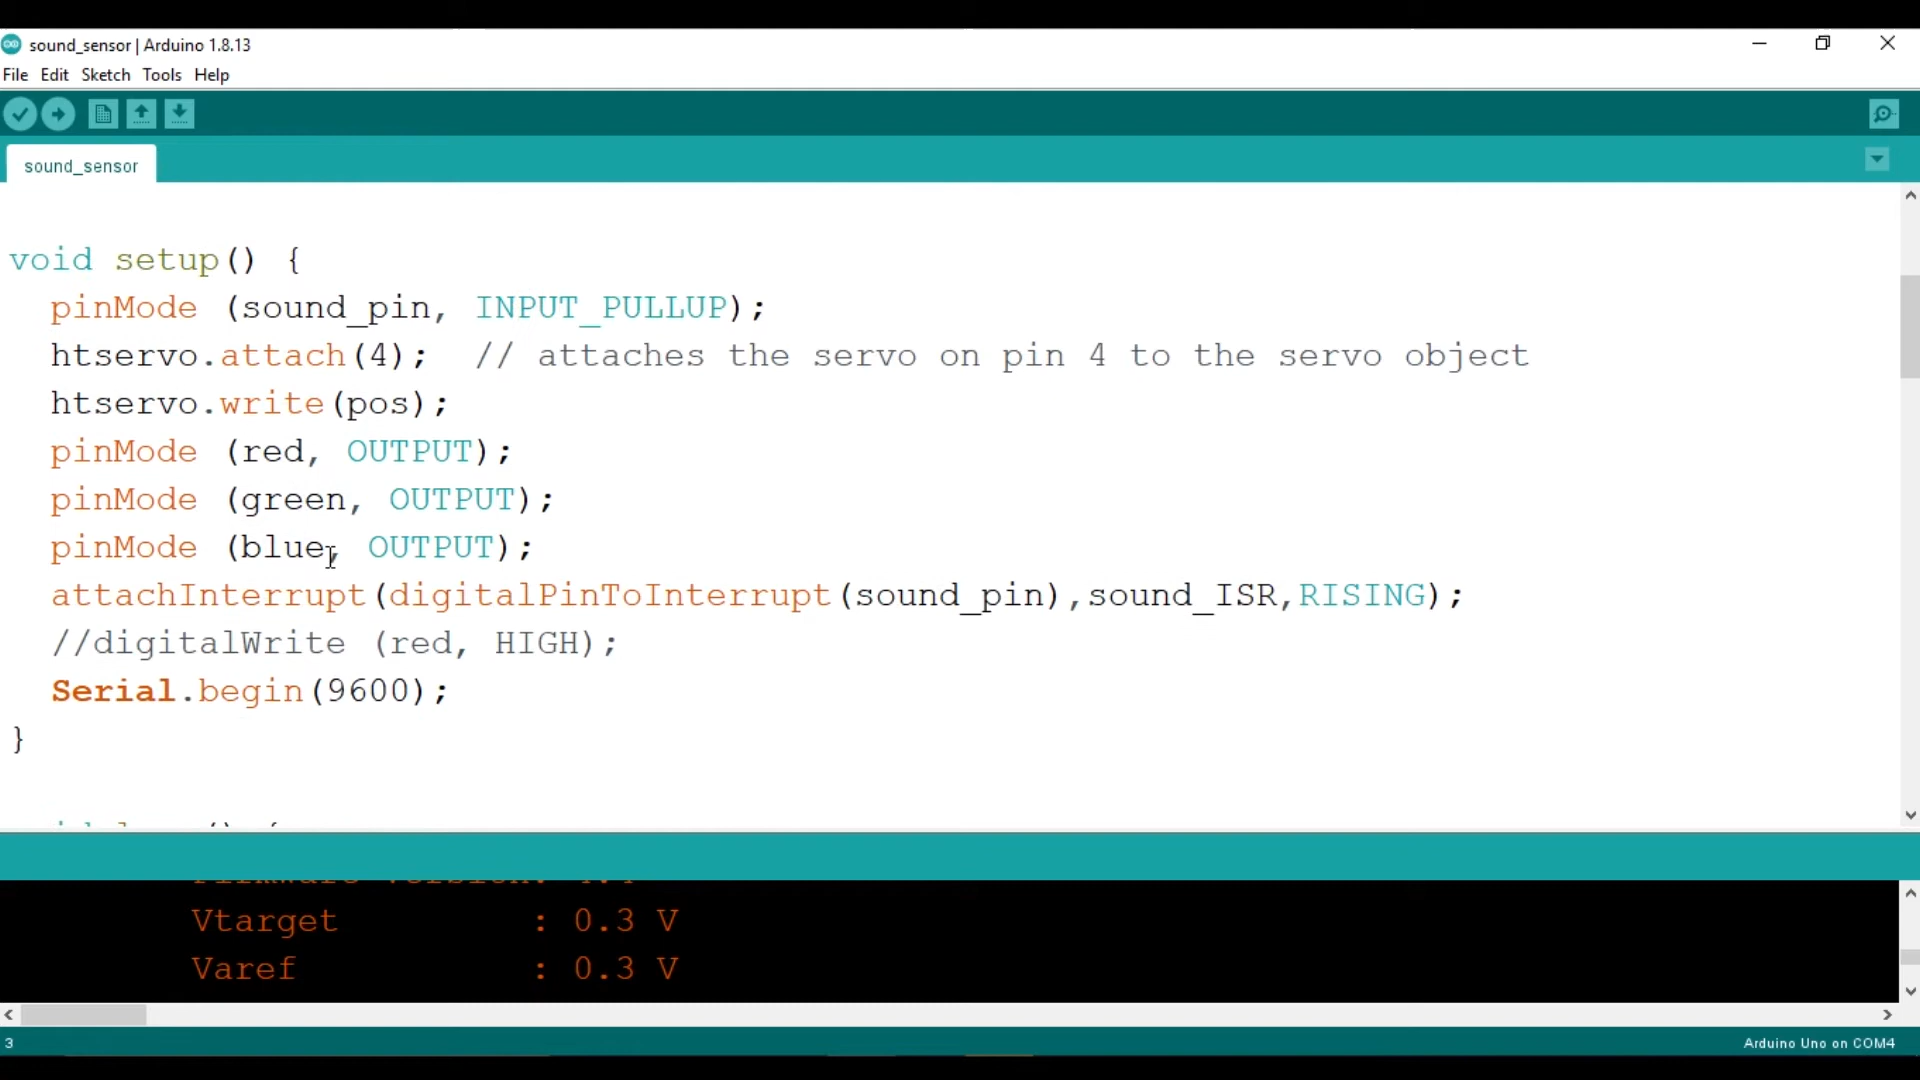 sound_sensor | Arduino 1.8.13
File Edit Sketch Tools Help
sound_sensor
void setup() {
pinMode (sound_pin, INPUT_PULLUP);
htservo.attach(4); // attaches the servo on pin 4 to the servo object
htservo.write(pos);
pinMode (red, OUTPUT);
pinMode (green, OUTPUT);
pinMode (blue, OUTPUT);
attachInterrupt(digitalPinToInterrupt(sound_pin),sound_ISR,RISING);
//digitalWrite (red, HIGH);
Serial.begin(9600);
}
Vtarget : 0.3 V
Varef : 0.3 V
3
Arduino Uno on COM4